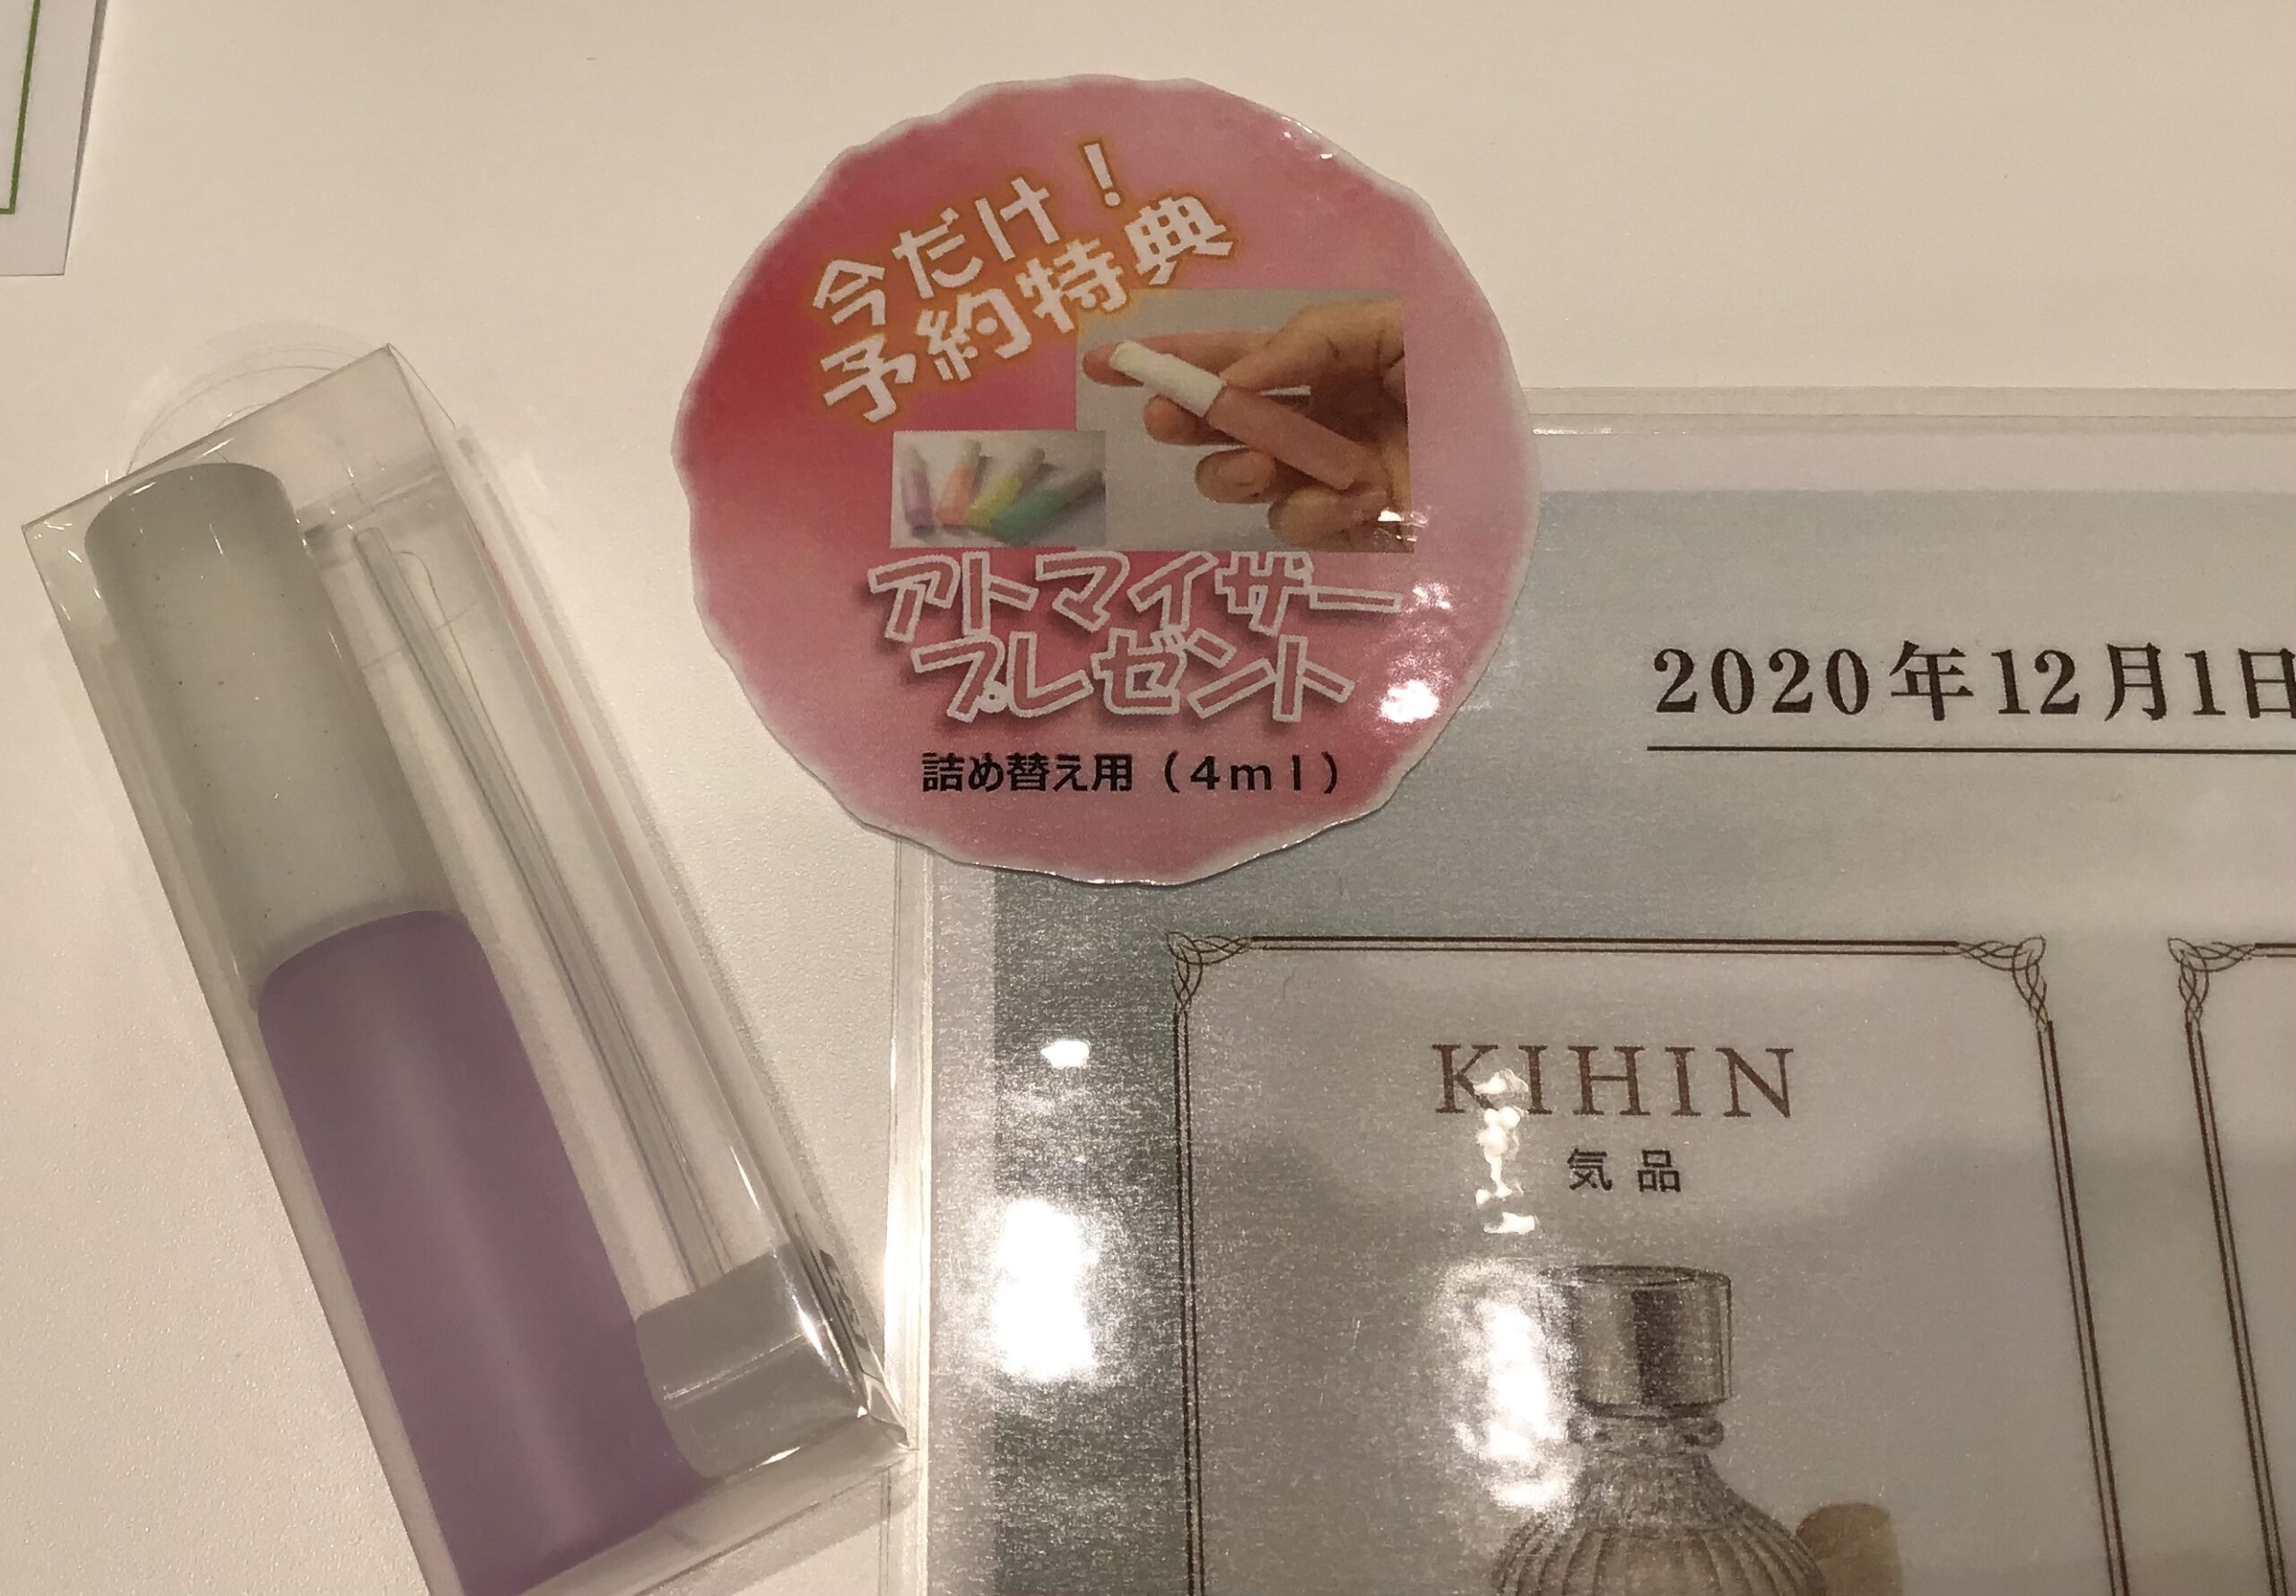 今だけ！
予約特典
アトマイザー
プレゼント
詰め替え用（4ml）
2020年12月1日
KIHIN
気品